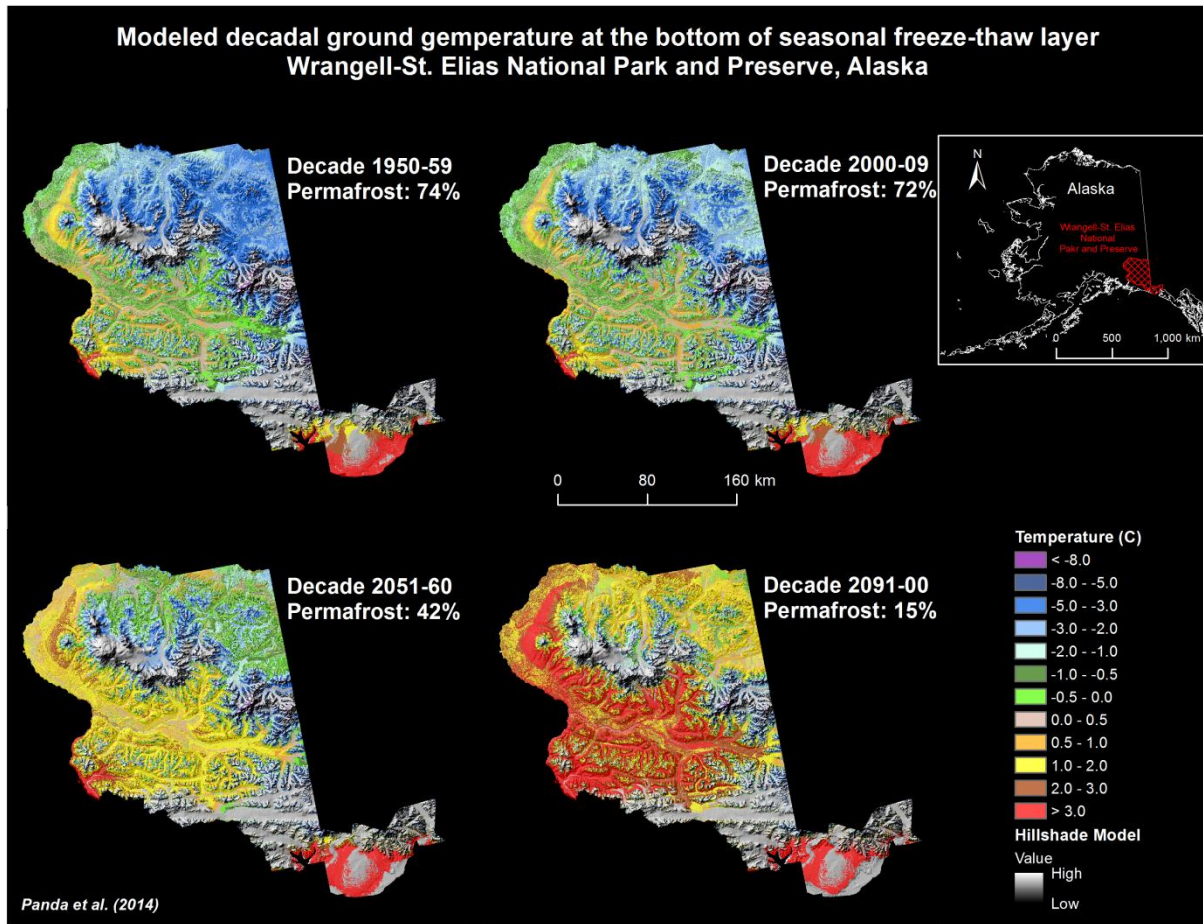 Modeled decadal ground gemperature at the bottom of seasonal freeze-thaw layer
Wrangell-St. Elias National Park and Preserve, Alaska
Decade 1950-59
Permafrost: 74%
Decade 2000-09
Permafrost: 72%
N
Alaska
Wrangell-St. Elias
National
Pakr and Preserve
0 500 1,000 km
0 80 160 km
Decade 2051-60
Permafrost: 42%
Decade 2091-00
Permafrost: 15%
Temperature (C)
< -8.0
-8.0 - -5.0
-5.0 - -3.0
-3.0 - -2.0
-2.0 - -1.0
-1.0 - -0.5
-0.5 - 0.0
0.0 - 0.5
0.5 - 1.0
1.0 - 2.0
2.0 - 3.0
> 3.0
Hillshade Model
Value
High
Low
Panda et al. (2014)